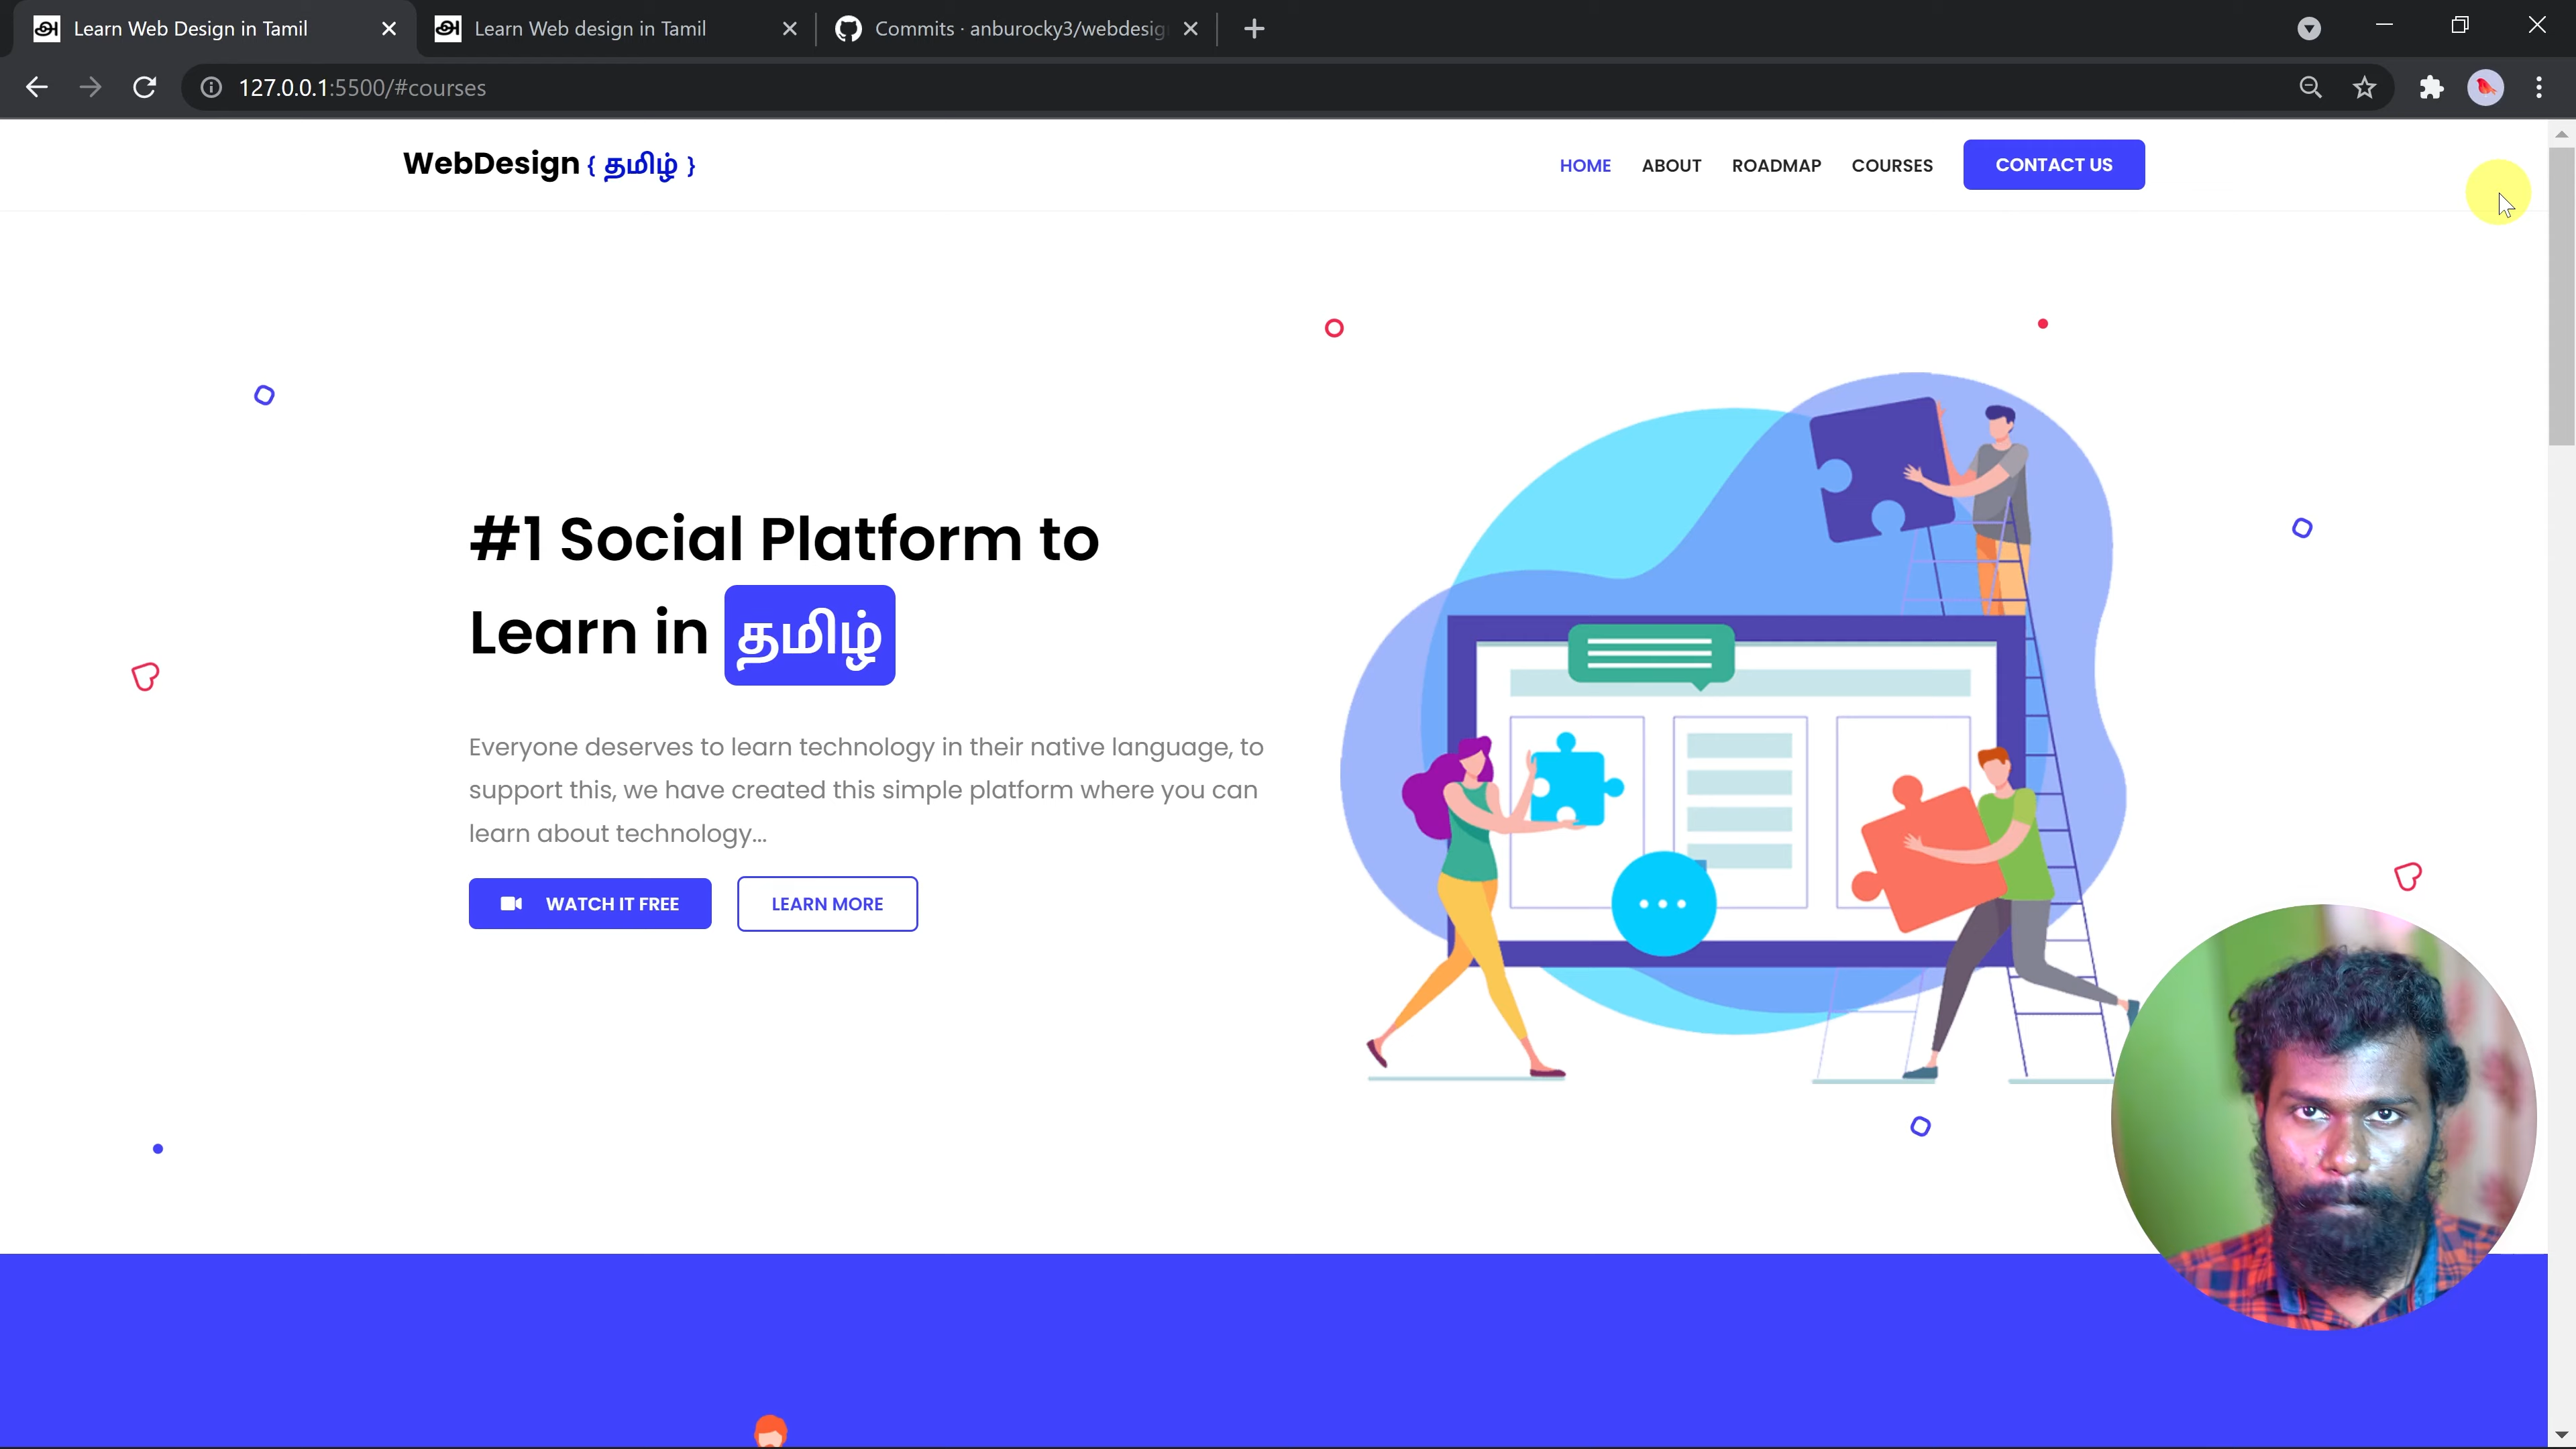 Learn Web Design in Tamil
Learn Web design in Tamil
Commits · anburocky3/webdesig
127.0.0.1:5500/#courses
WebDesign { தமிழ் }
HOME
ABOUT
ROADMAP
COURSES
CONTACT US
#1 Social Platform to
Learn in தமிழ்
Everyone deserves to learn technology in their native language, to
support this, we have created this simple platform where you can
learn about technology...
WATCH IT FREE
LEARN MORE